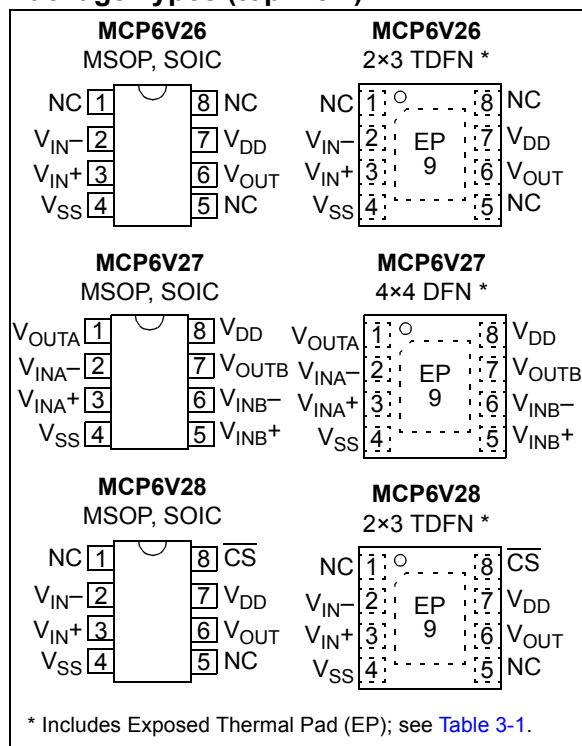 MCP6V26
MSOP, SOIC
NC 1 8 NC
VIN– 2 7 VDD
VIN+ 3 6 VOUT
VSS 4 5 NC
MCP6V26
2×3 TDFN *
NC 1 8 NC
VIN– 2 EP 7 VDD
VIN+ 3 9 6 VOUT
VSS 4 5 NC
MCP6V27
MSOP, SOIC
VOUTA 1 8 VDD
VINA– 2 7 VOUTB
VINA+ 3 6 VINB–
VSS 4 5 VINB+
MCP6V27
4×4 DFN *
VOUTA 1 8 VDD
VINA– 2 EP 7 VOUTB
VINA+ 3 9 6 VINB–
VSS 4 5 VINB+
MCP6V28
MSOP, SOIC
NC 1 8 C̅S̅
VIN– 2 7 VDD
VIN+ 3 6 VOUT
VSS 4 5 NC
MCP6V28
2×3 TDFN *
NC 1 8 C̅S̅
VIN– 2 EP 7 VDD
VIN+ 3 9 6 VOUT
VSS 4 5 NC
* Includes Exposed Thermal Pad (EP); see Table 3-1.